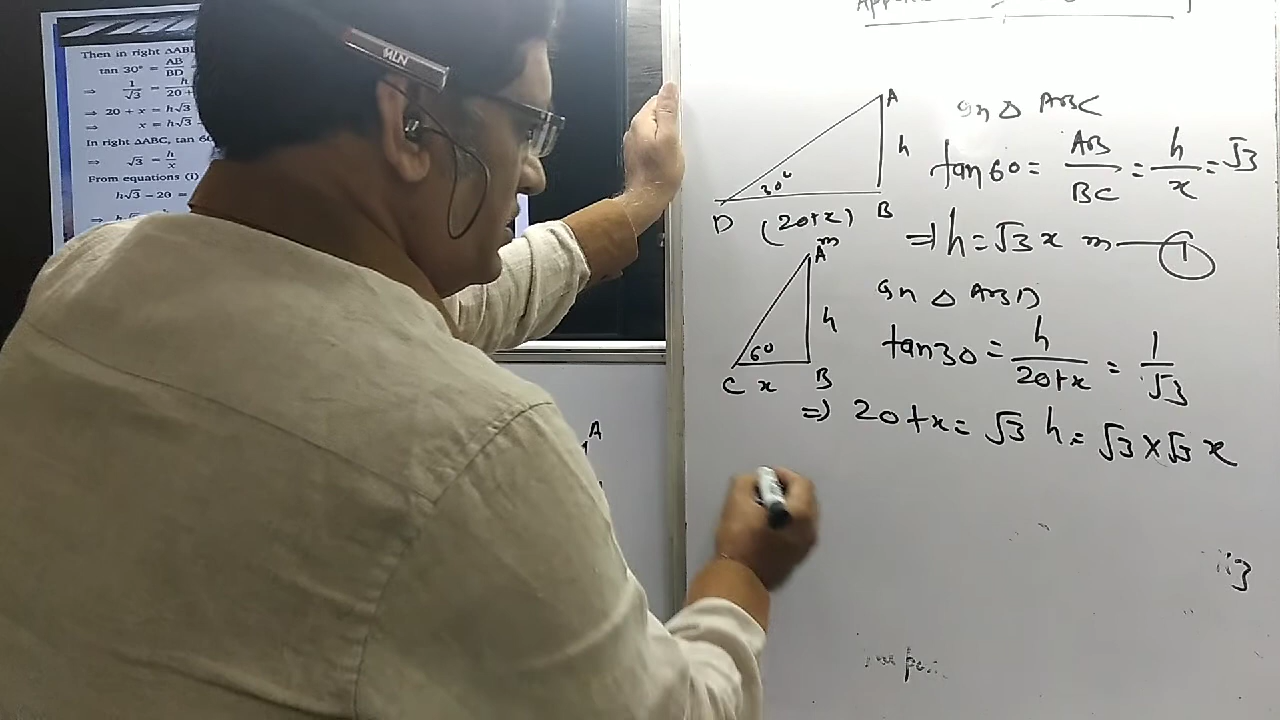 Then in right ΔABD
tan 30° = AB/BD
⇒ 1/√3 = h/20+
⇒ 20 + x = h√3
⇒ x = h√3 -
In right ΔABC, tan 60
⇒ √3 = h/x
From equations (i)
h√3 – 20 =
MLN
A
h
30°
D (20+x) m B
A
h
60
C x B
A
In Δ ABC
tan 60 = AB/BC = h/x = √3
⇒ h = √3 x m — ①
In Δ ABD
tan 30 = h/20+x = 1/√3
⇒ 20 + x = √3 h = √3 × √3 x